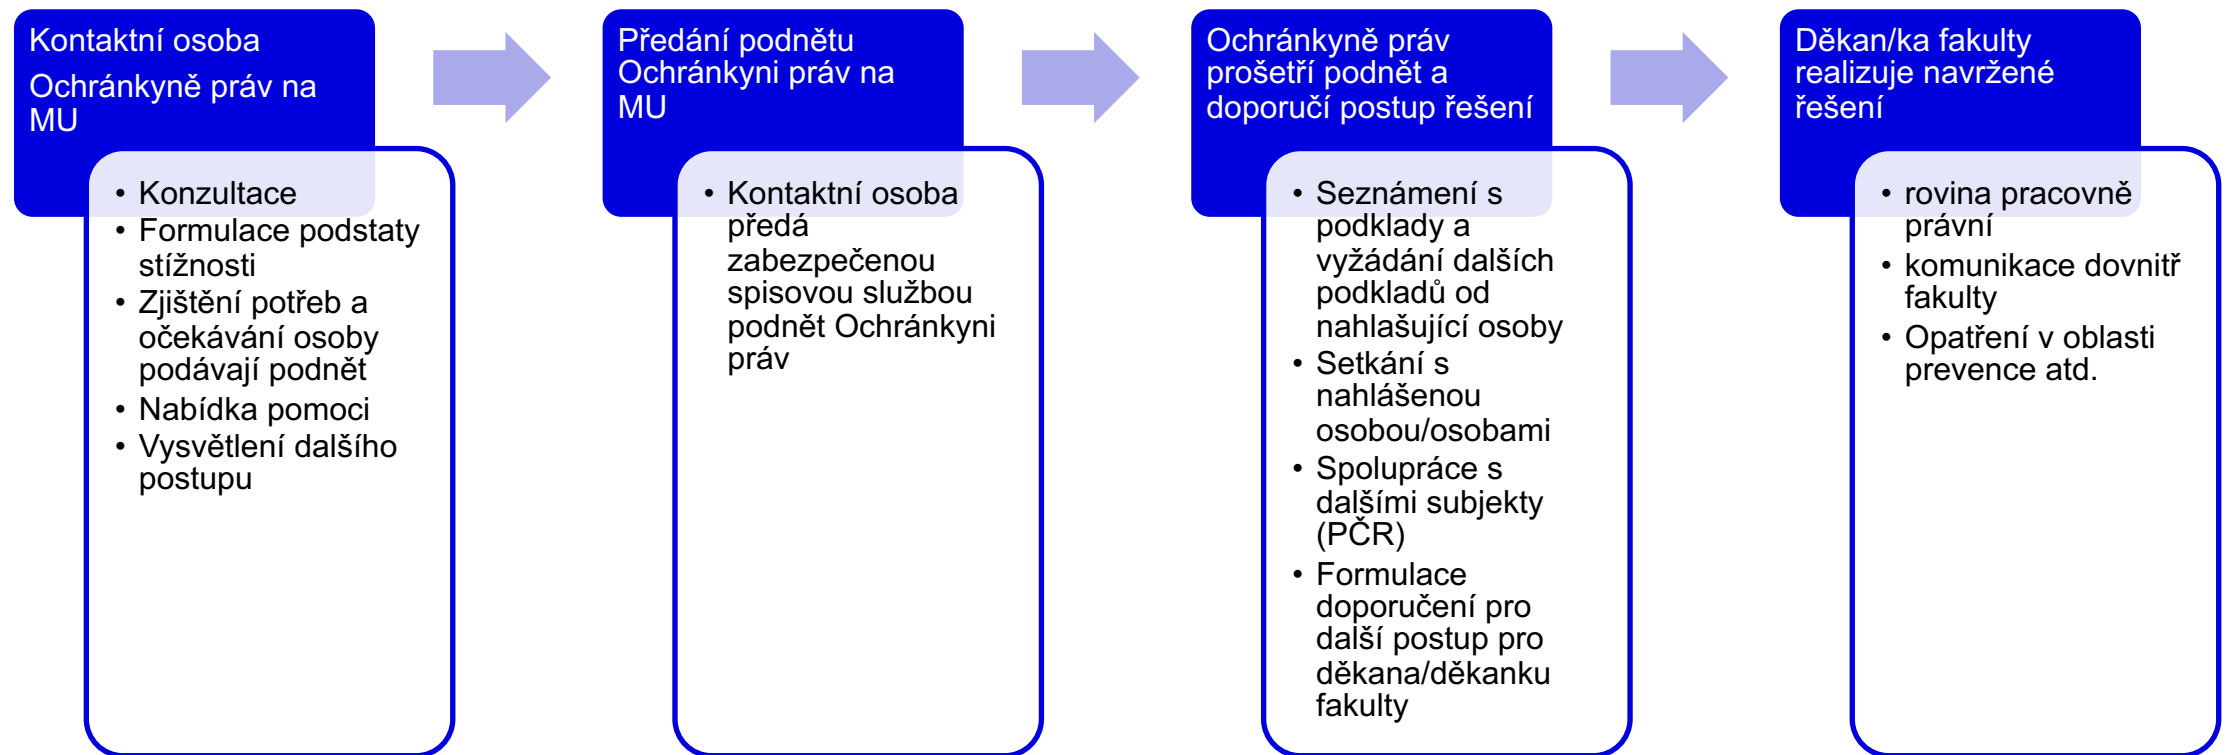 Kontaktní osoba
Ochránkyně práv na
MU
• Konzultace
• Formulace podstaty
stížnosti
• Zjištění potřeb a
očekávání osoby
podávají podnět
• Nabídka pomoci
• Vysvětlení dalšího
postupu
Předání podnětu
Ochránkyni práv na
MU
• Kontaktní osoba
předá
zabezpečenou
spisovou službou
podnět Ochránkyni
práv
Ochránkyně práv
prošetří podnět a
doporučí postup řešení
• Seznámení s
podklady a
vyžádání dalších
podkladů od
nahlašující osoby
• Setkání s
nahlášenou
osobou/osobami
• Spolupráce s
dalšími subjekty
(PČR)
• Formulace
doporučení pro
další postup pro
děkana/děkanku
fakulty
Děkan/ka fakulty
realizuje navržené
řešení
• rovina pracovně
právní
• komunikace dovnitř
fakulty
• Opatření v oblasti
prevence atd.